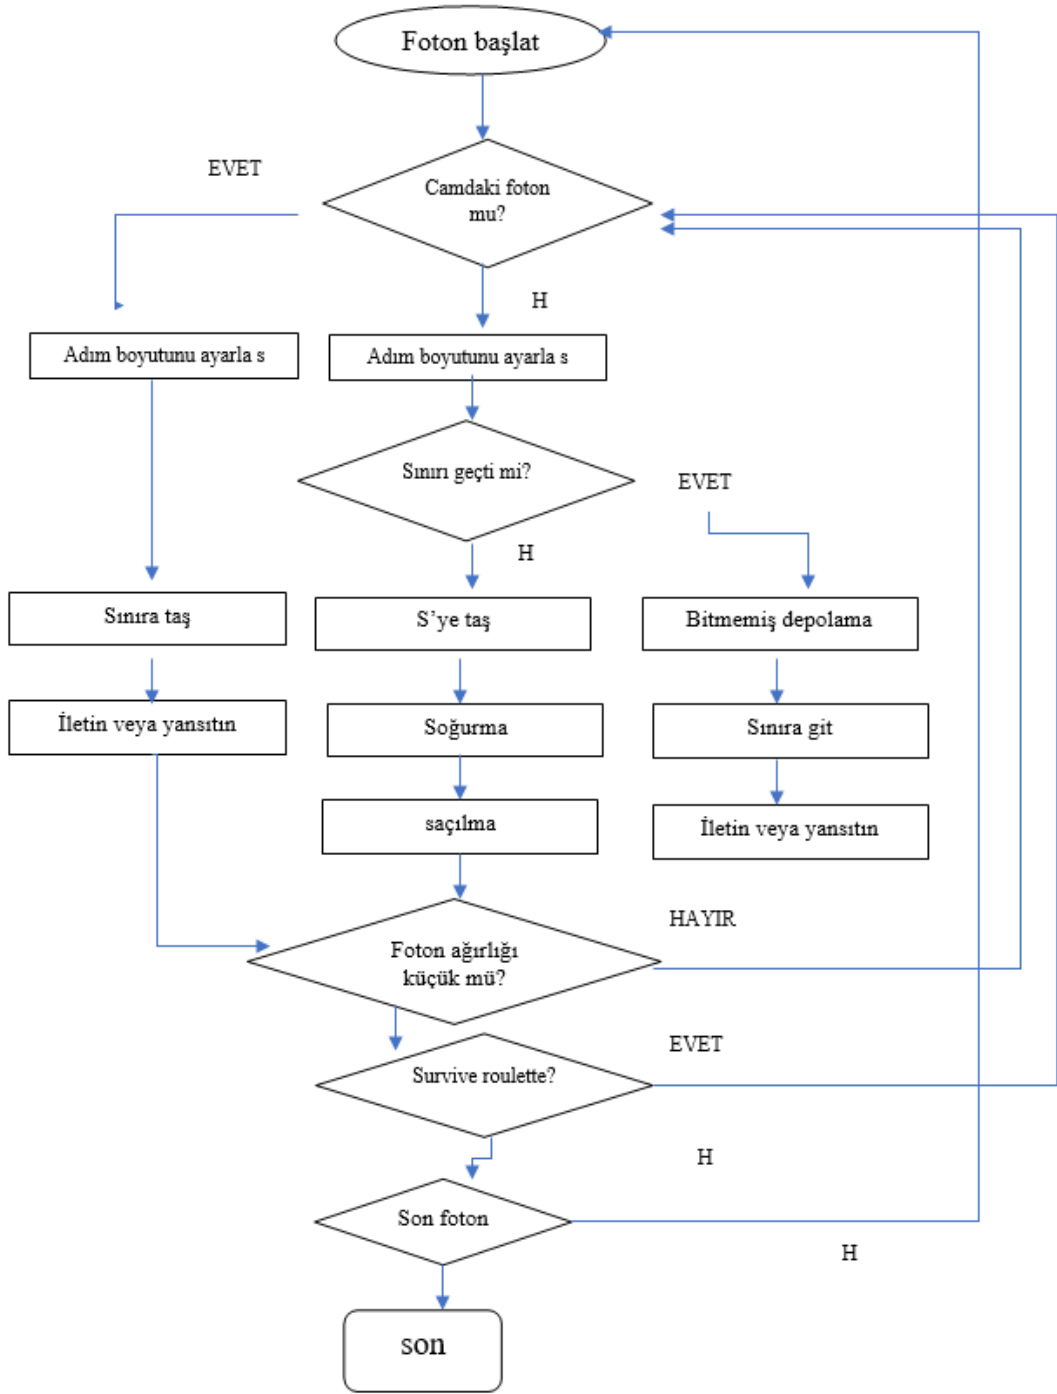 Foton başlat
EVET
Camdaki foton
mu?
H
Adım boyutunu ayarla s
Adım boyutunu ayarla s
Sınırı geçti mi?
EVET
H
Sınıra taş
S’ye taş
Bitmemiş depolama
İletin veya yansıtın
Soğurma
Sınıra git
saçılma
İletin veya yansıtın
HAYIR
Foton ağırlığı
küçük mü?
EVET
Survive roulette?
H
Son foton
H
son